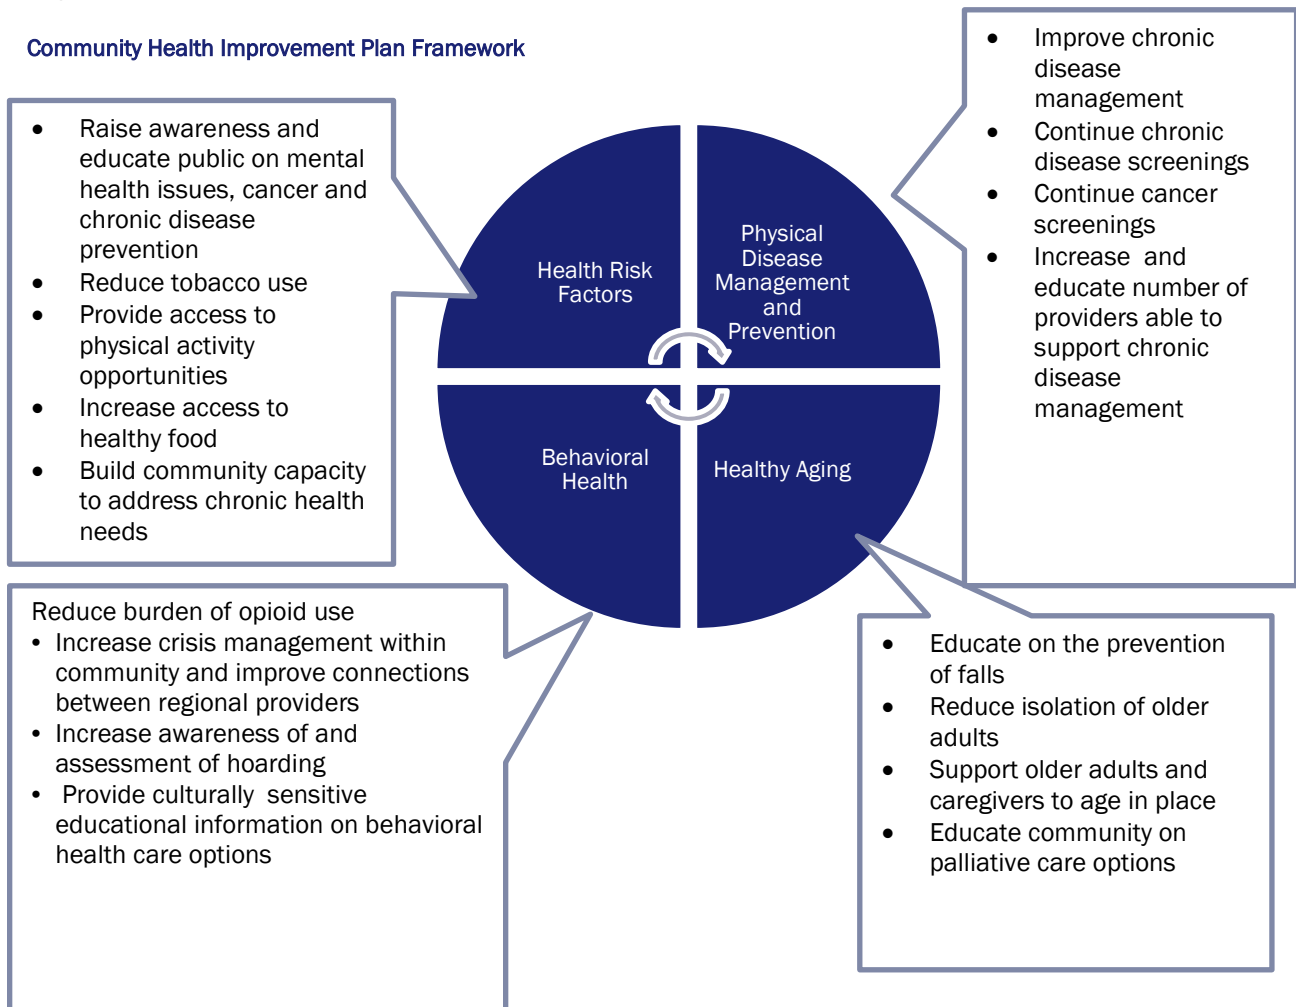 Community Health Improvement Plan Framework
• Raise awareness and
educate public on mental
health issues, cancer and
chronic disease
prevention
• Reduce tobacco use
• Provide access to
physical activity
opportunities
• Increase access to
healthy food
• Build community capacity
to address chronic health
needs
Health Risk
Factors
Physical
Disease
Management
and
Prevention
• Improve chronic
disease
management
• Continue chronic
disease screenings
• Continue cancer
screenings
• Increase and
educate number of
providers able to
support chronic
disease
management
Behavioral
Health
Healthy Aging
Reduce burden of opioid use
• Increase crisis management within
community and improve connections
between regional providers
• Increase awareness of and
assessment of hoarding
• Provide culturally sensitive
educational information on behavioral
health care options
• Educate on the prevention
of falls
• Reduce isolation of older
adults
• Support older adults and
caregivers to age in place
• Educate community on
palliative care options